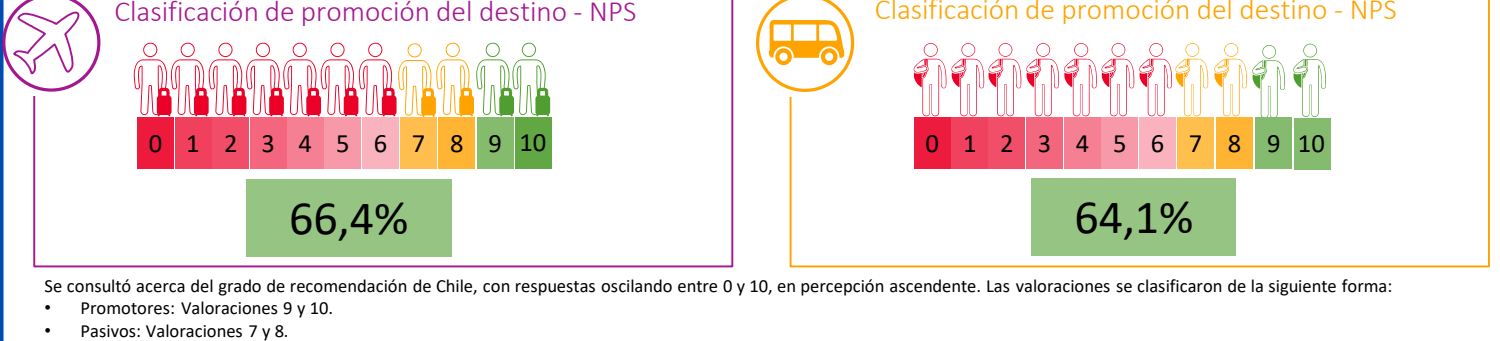 Clasificación de promoción del destino - NPS
0 1 2 3 4 5 6 7 8 9 10
66,4%
Clasificación de promoción del destino - NPS
0 1 2 3 4 5 6 7 8 9 10
64,1%
Se consultó acerca del grado de recomendación de Chile, con respuestas oscilando entre 0 y 10, en percepción ascendente. Las valoraciones se clasificaron de la siguiente forma:
• Promotores: Valoraciones 9 y 10.
• Pasivos: Valoraciones 7 y 8.